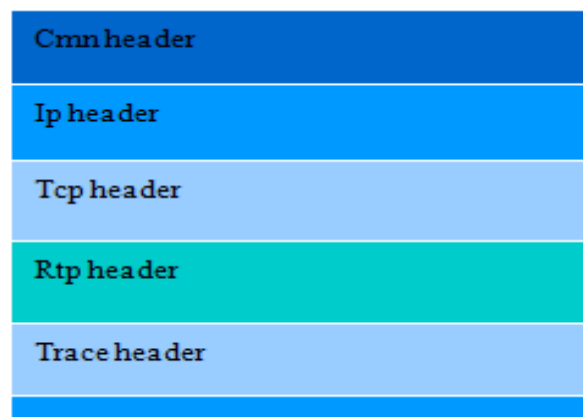 Cmn header
Ip header
Tcp header
Rtp header
Trace header